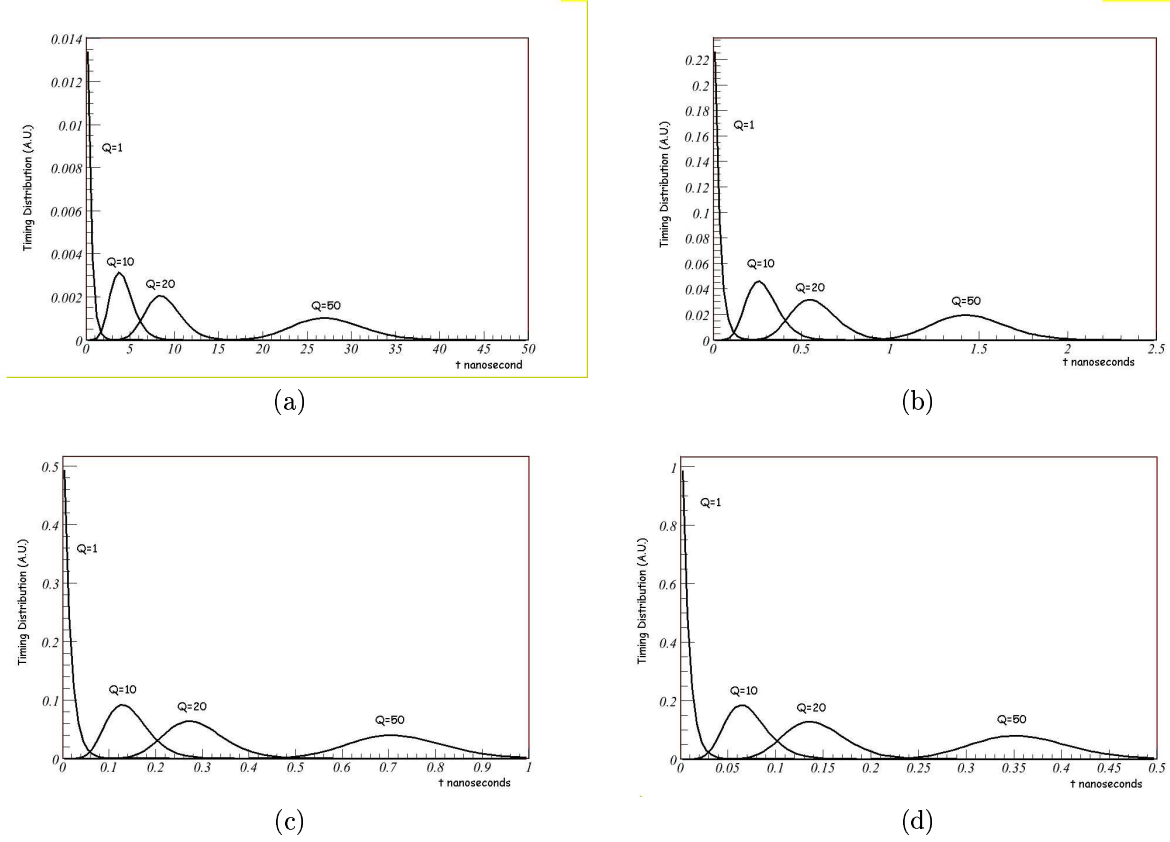 0.014
0.012
0.01
0.008
0.006
0.004
0.002
0
Timing Distribution (A.U.)
Q=1
Q=10
Q=20
Q=50
0 5 10 15 20 25 30 35 40 45 50
t nanosecond
(a)
0.22
0.2
0.18
0.16
0.14
0.12
0.1
0.08
0.06
0.04
0.02
0
Timing Distribution (A.U.)
Q=1
Q=10
Q=20
Q=50
0 0.5 1 1.5 2 2.5
t nanoseconds
(b)
0.5
0.4
0.3
0.2
0.1
0
Timing Distribution (A.U.)
Q=1
Q=10
Q=20
Q=50
0 0.1 0.2 0.3 0.4 0.5 0.6 0.7 0.8 0.9 1
t nanoseconds
(c)
1
0.8
0.6
0.4
0.2
0
Timing Distribution (A.U.)
Q=1
Q=10
Q=20
Q=50
0 0.05 0.1 0.15 0.2 0.25 0.3 0.35 0.4 0.45 0.5
t nanoseconds
(d)